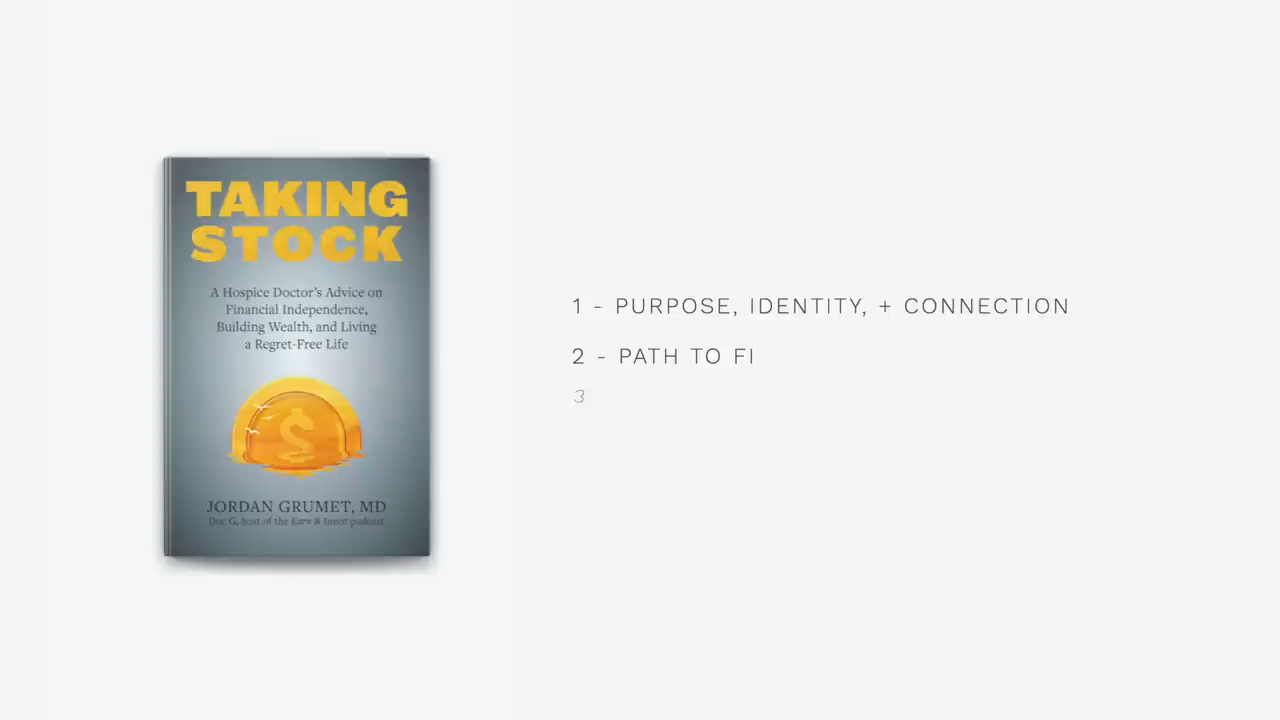 TAKING
STOCK
A Hospice Doctor's Advice on
Financial Independence,
Building Wealth, and Living
a Regret-Free Life
$
JORDAN GRUMET, MD
Doc G, host of the Earn & Invest podcast
1 - PURPOSE, IDENTITY, + CONNECTION
2 - PATH TO FI
3